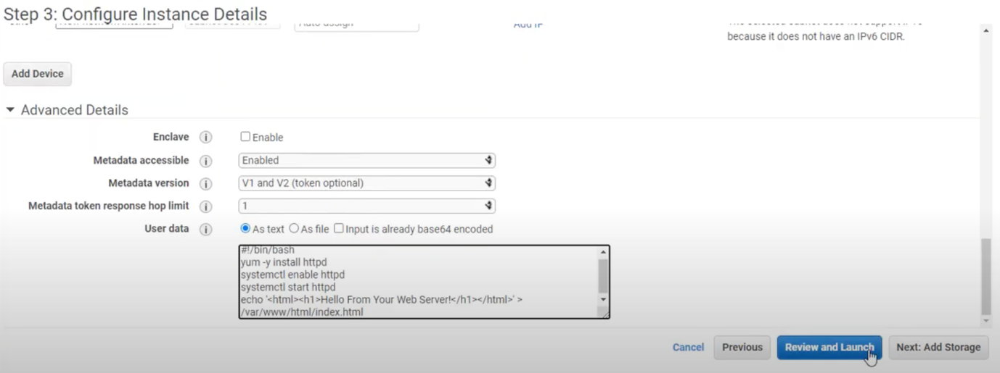 Step 3: Configure Instance Details
Auto-assign Add IP
because it does not have an IPv6 CIDR.
Add Device
Advanced Details
Enclave i Enable
Metadata accessible i Enabled
Metadata version i V1 and V2 (token optional)
Metadata token response hop limit i 1
User data i As text As file Input is already base64 encoded
#!/bin/bash
yum -y install httpd
systemctl enable httpd
systemctl start httpd
echo '<html><h1>Hello From Your Web Server!</h1></html>' >
/var/www/html/index.html
Cancel Previous Review and Launch Next: Add Storage